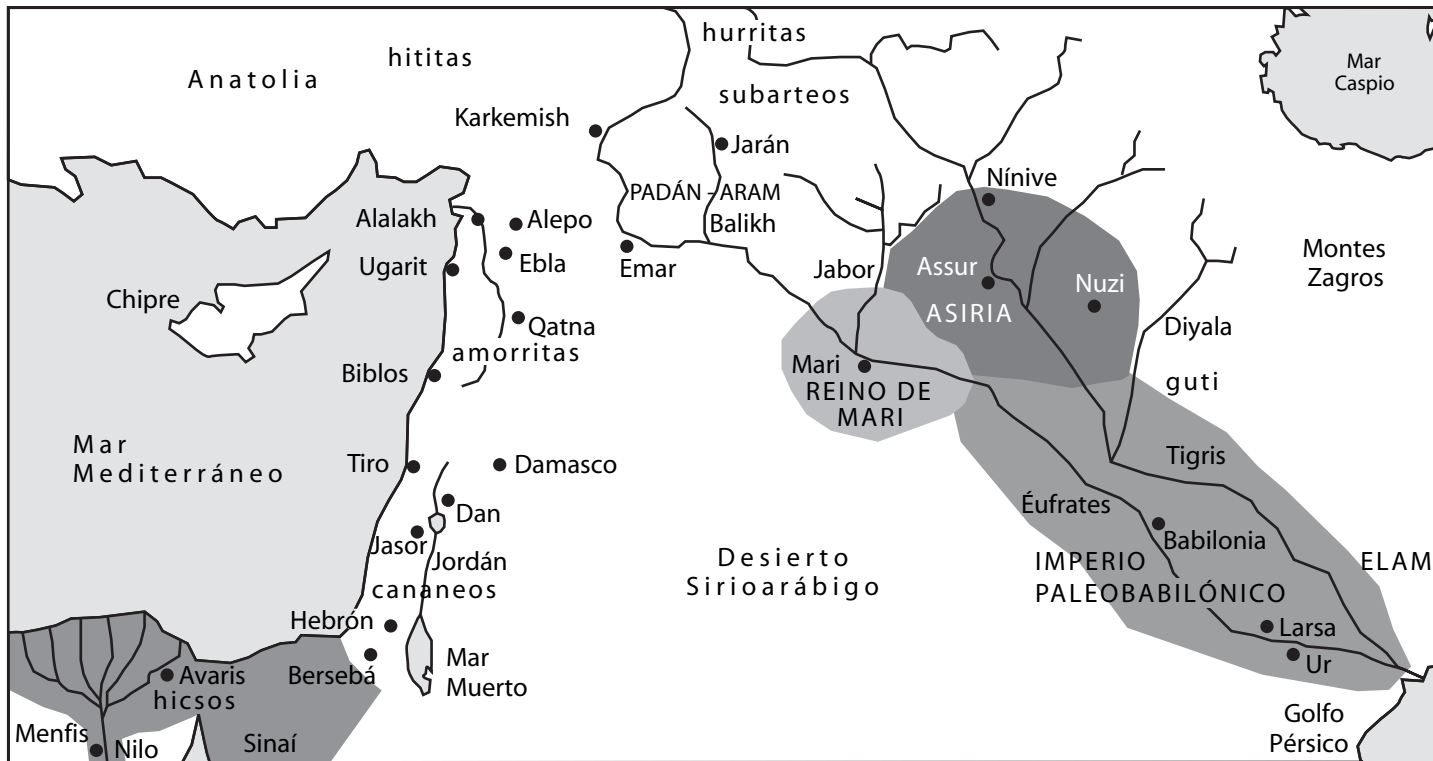 hurritas
hititas
Anatolia
Mar
Caspio
subarteos
Karkemish
Jarán
PADÁN - ARAM
Nínive
Balikh
Alalakh
Alepo
Ebla
Ugarit
Emar
Jabor
Assur
Nuzi
ASIRIA
Montes
Zagros
Chipre
Qatna
amorritas
Diyala
Biblos
Mari
REINO DE
MARI
guti
Mar
Mediterráneo
Tiro
Damasco
Tigris
Dan
Éufrates
Jasor
Jordán
Babilonia
Desierto
Sirioarábigo
IMPERIO
PALEOBABILÓNICO
ELAM
cananeos
Hebrón
Larsa
Bersebá
Mar
Muerto
Ur
Avaris
hicsos
Menfis
Nilo
Sinaí
Golfo
Pérsico